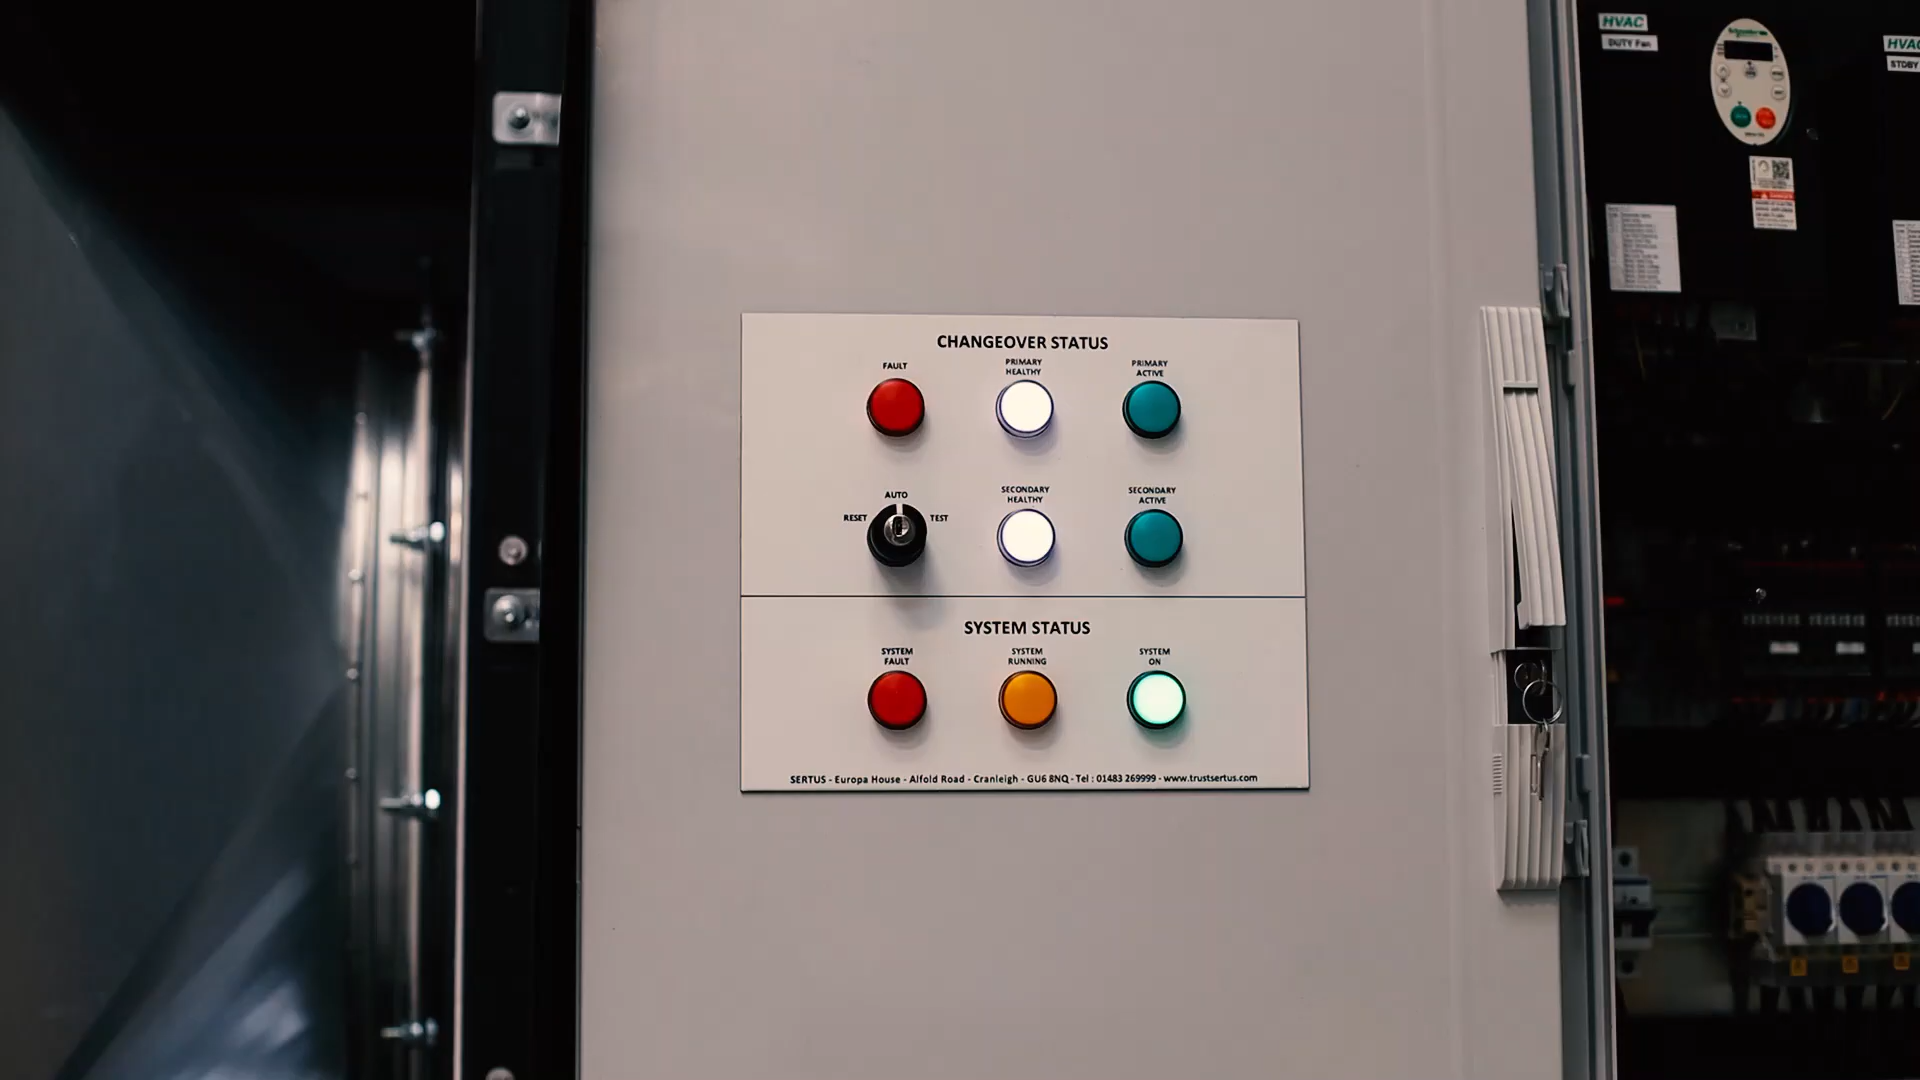 CHANGEOVER STATUS
FAULT
PRIMARY
HEALTHY
PRIMARY
ACTIVE
AUTO
RESET
TEST
SECONDARY
HEALTHY
SECONDARY
ACTIVE
SYSTEM STATUS
SYSTEM
FAULT
SYSTEM
RUNNING
SYSTEM
ON
SERTUS - Europa House - Alfold Road - Cranleigh - GU6 8NQ - Tel : 01483 269999 - www.trustsertus.com
HVAC
DUTY Fan
Schneider
HVAC
STDBY